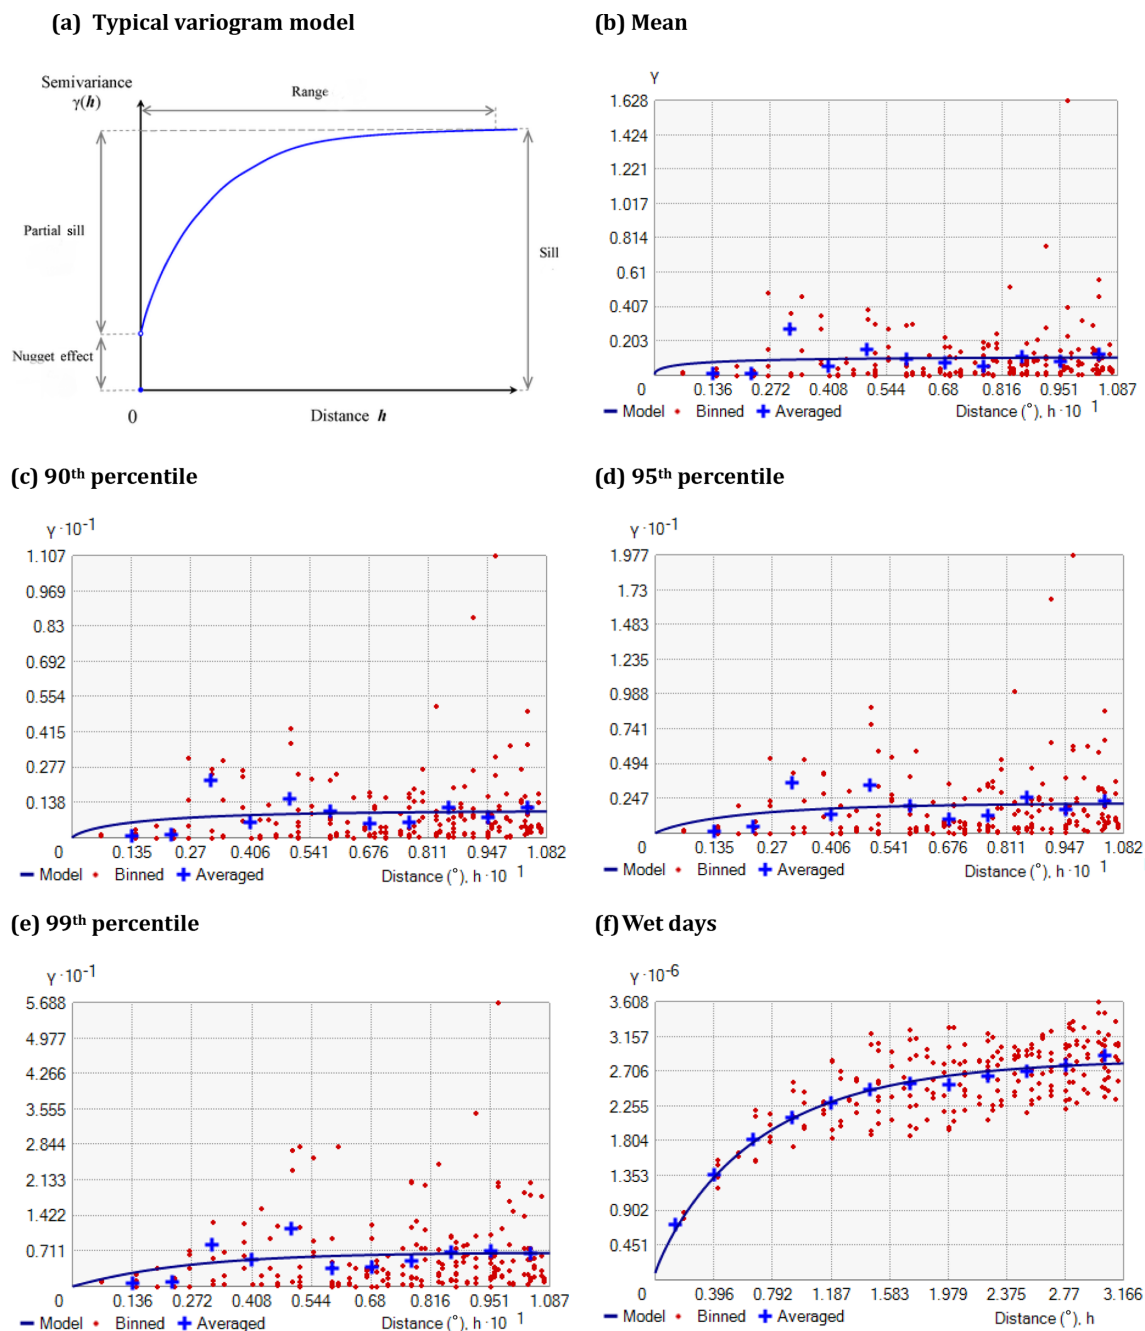 (a) Typical variogram model
Semivariance
γ(h)
Range
Partial sill
Sill
Nugget effect
0
Distance h
(b) Mean
γ
1.628
1.424
1.221
1.017
0.814
0.61
0.407
0.203
0 0.136 0.272 0.408 0.544 0.68 0.816 0.951 1.087
Model Binned Averaged Distance (°), h · 10 1
(c) 90th percentile
γ · 10-1
1.107
0.969
0.83
0.692
0.554
0.415
0.277
0.138
0 0.135 0.27 0.406 0.541 0.676 0.811 0.947 1.082
Model Binned Averaged Distance (°), h · 10 1
(d) 95th percentile
γ · 10-1
1.977
1.73
1.483
1.235
0.988
0.741
0.494
0.247
0 0.135 0.27 0.406 0.541 0.676 0.811 0.947 1.082
Model Binned Averaged Distance (°), h · 10 1
(e) 99th percentile
γ · 10-1
5.688
4.977
4.266
3.555
2.844
2.133
1.422
0.711
0 0.136 0.272 0.408 0.544 0.68 0.816 0.951 1.087
Model Binned Averaged Distance (°), h · 10 1
(f) Wet days
γ · 10-6
3.608
3.157
2.706
2.255
1.804
1.353
0.902
0.451
0 0.396 0.792 1.187 1.583 1.979 2.375 2.77 3.166
Model Binned Averaged Distance (°), h